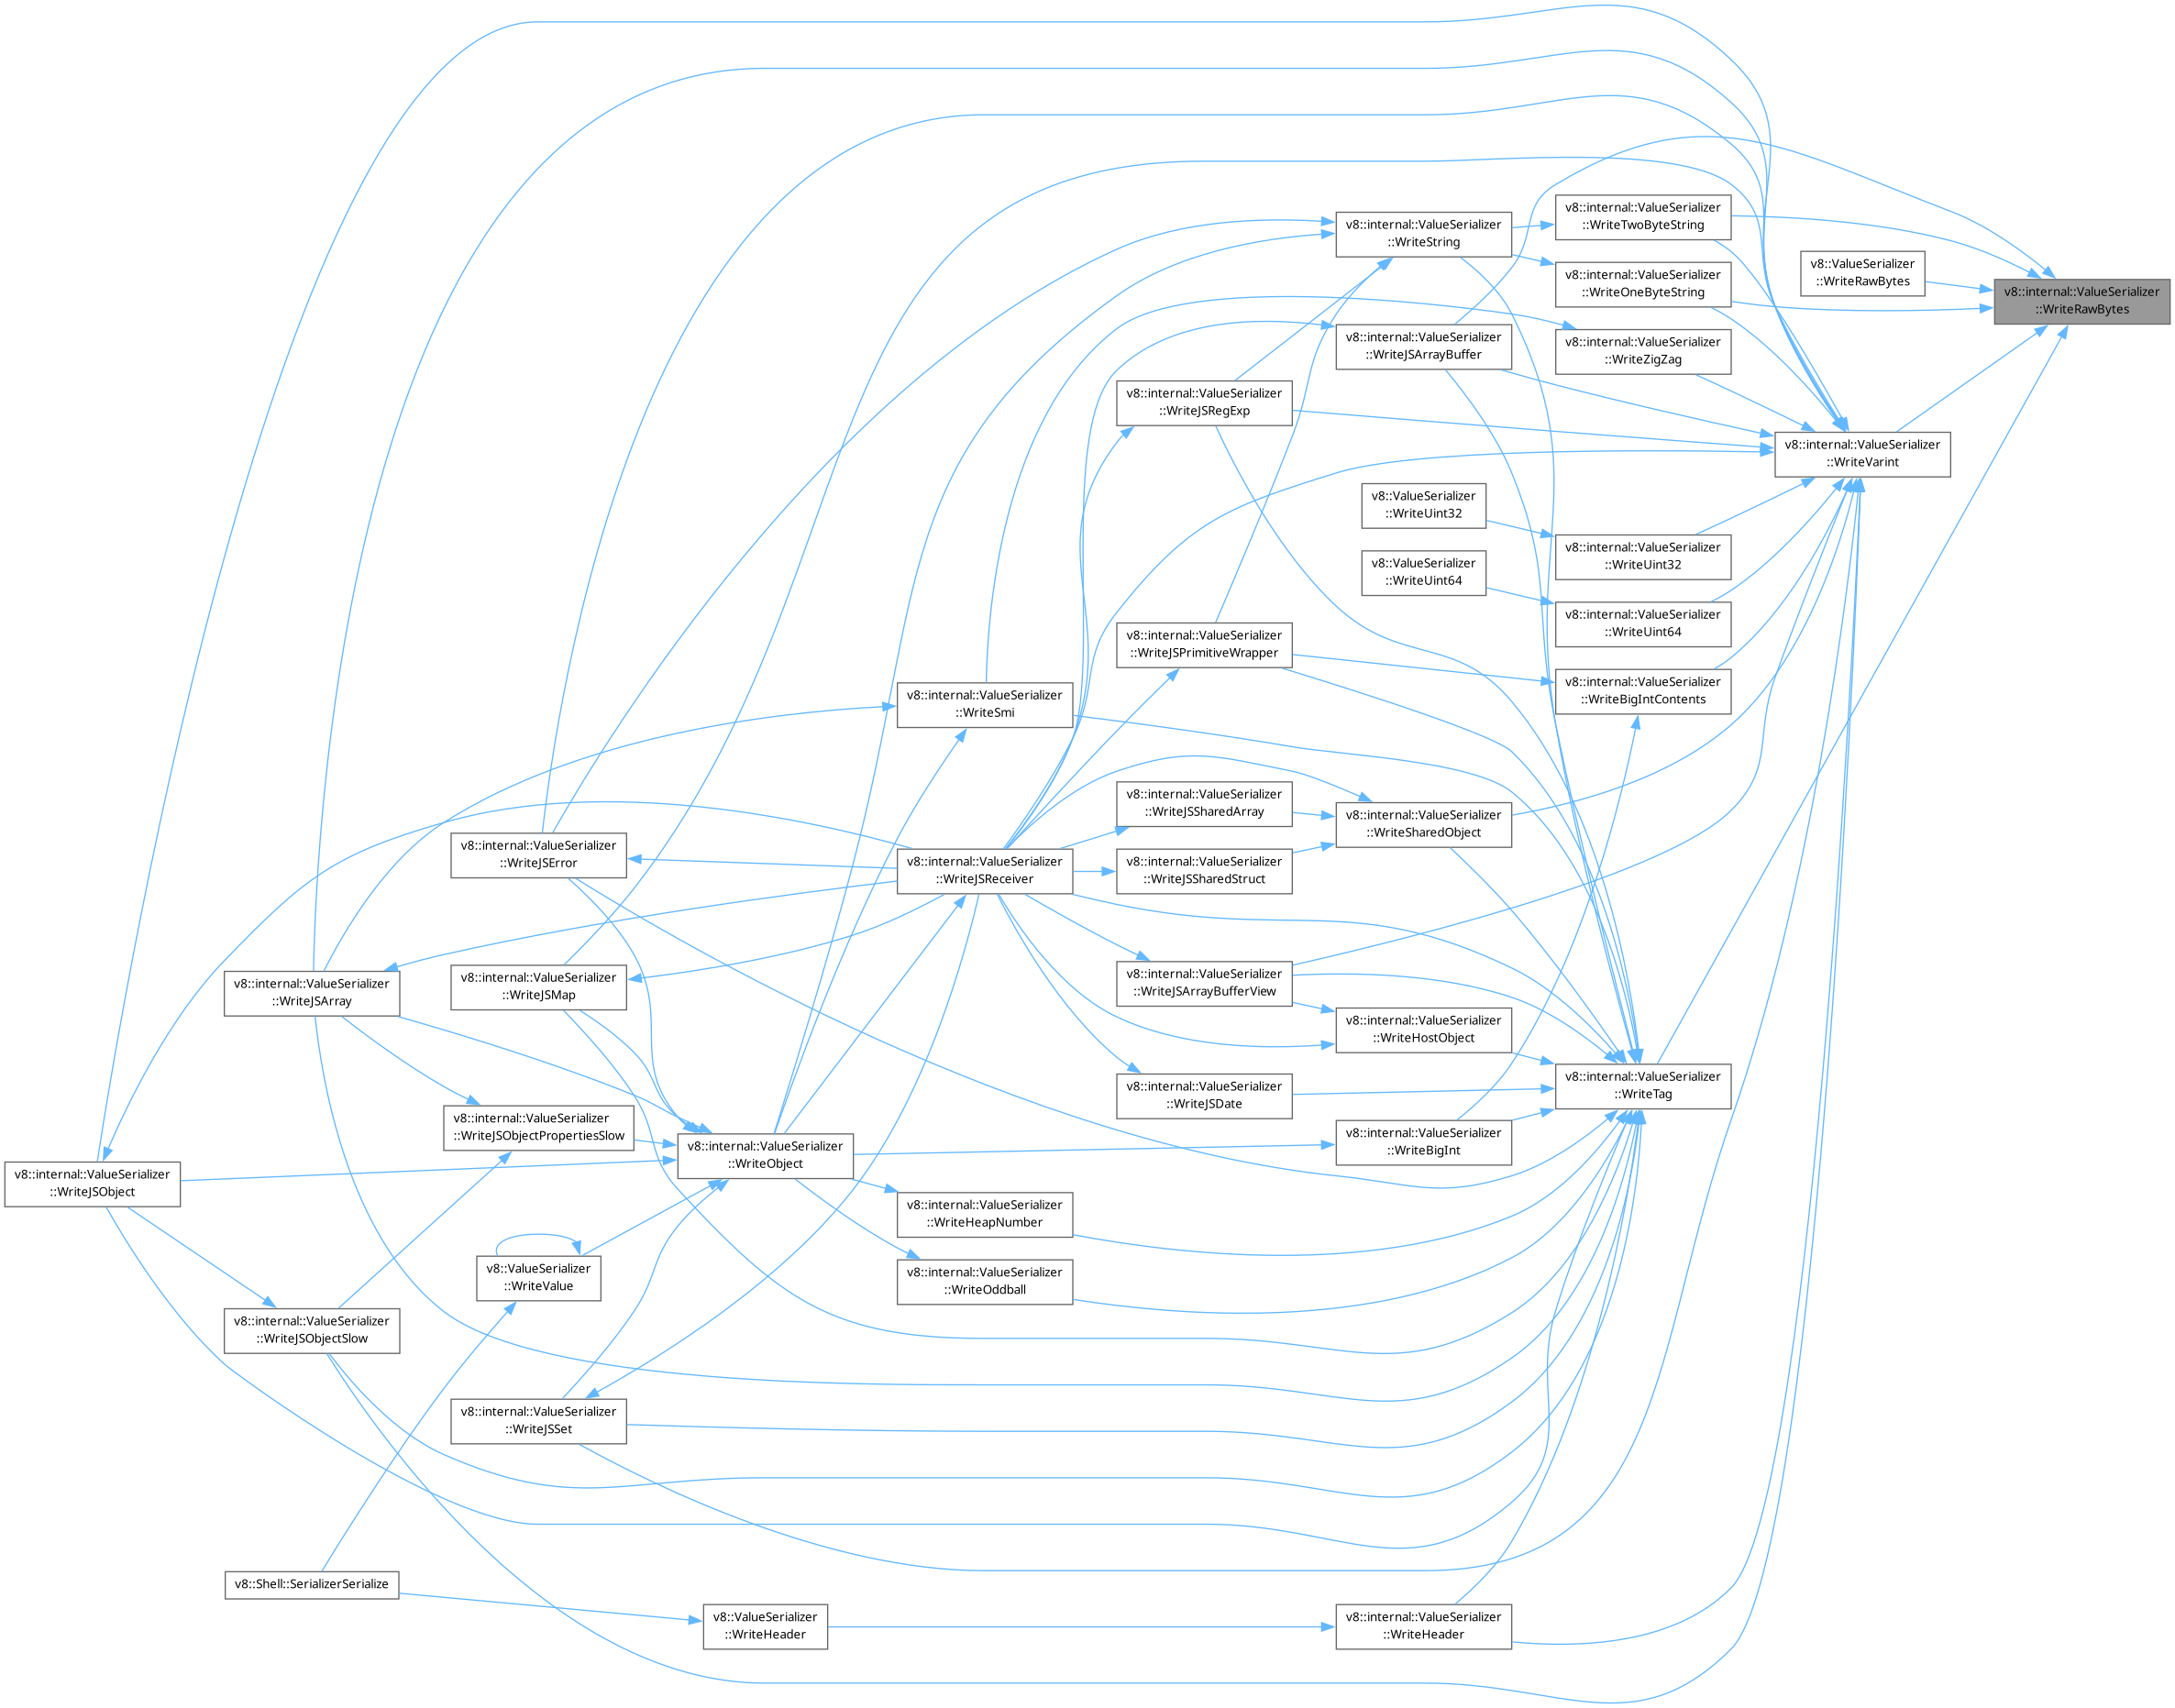 v8::internal::ValueSerializer
::WriteString
v8::internal::ValueSerializer
::WriteTwoByteString
v8::ValueSerializer
::WriteRawBytes
v8::internal::ValueSerializer
::WriteOneByteString
v8::internal::ValueSerializer
::WriteRawBytes
v8::internal::ValueSerializer
::WriteJSArrayBuffer
v8::internal::ValueSerializer
::WriteZigZag
v8::internal::ValueSerializer
::WriteJSRegExp
v8::internal::ValueSerializer
::WriteVarint
v8::ValueSerializer
::WriteUint32
v8::internal::ValueSerializer
::WriteUint32
v8::ValueSerializer
::WriteUint64
v8::internal::ValueSerializer
::WriteUint64
v8::internal::ValueSerializer
::WriteJSPrimitiveWrapper
v8::internal::ValueSerializer
::WriteBigIntContents
v8::internal::ValueSerializer
::WriteSmi
v8::internal::ValueSerializer
::WriteJSSharedArray
v8::internal::ValueSerializer
::WriteSharedObject
v8::internal::ValueSerializer
::WriteJSError
v8::internal::ValueSerializer
::WriteJSReceiver
v8::internal::ValueSerializer
::WriteJSSharedStruct
v8::internal::ValueSerializer
::WriteJSArray
v8::internal::ValueSerializer
::WriteJSMap
v8::internal::ValueSerializer
::WriteJSArrayBufferView
v8::internal::ValueSerializer
::WriteHostObject
v8::internal::ValueSerializer
::WriteJSDate
v8::internal::ValueSerializer
::WriteTag
v8::internal::ValueSerializer
::WriteJSObjectPropertiesSlow
v8::internal::ValueSerializer
::WriteObject
v8::internal::ValueSerializer
::WriteBigInt
v8::internal::ValueSerializer
::WriteJSObject
v8::internal::ValueSerializer
::WriteHeapNumber
v8::ValueSerializer
::WriteValue
v8::internal::ValueSerializer
::WriteOddball
v8::internal::ValueSerializer
::WriteJSObjectSlow
v8::internal::ValueSerializer
::WriteJSSet
v8::Shell::SerializerSerialize
v8::ValueSerializer
::WriteHeader
v8::internal::ValueSerializer
::WriteHeader